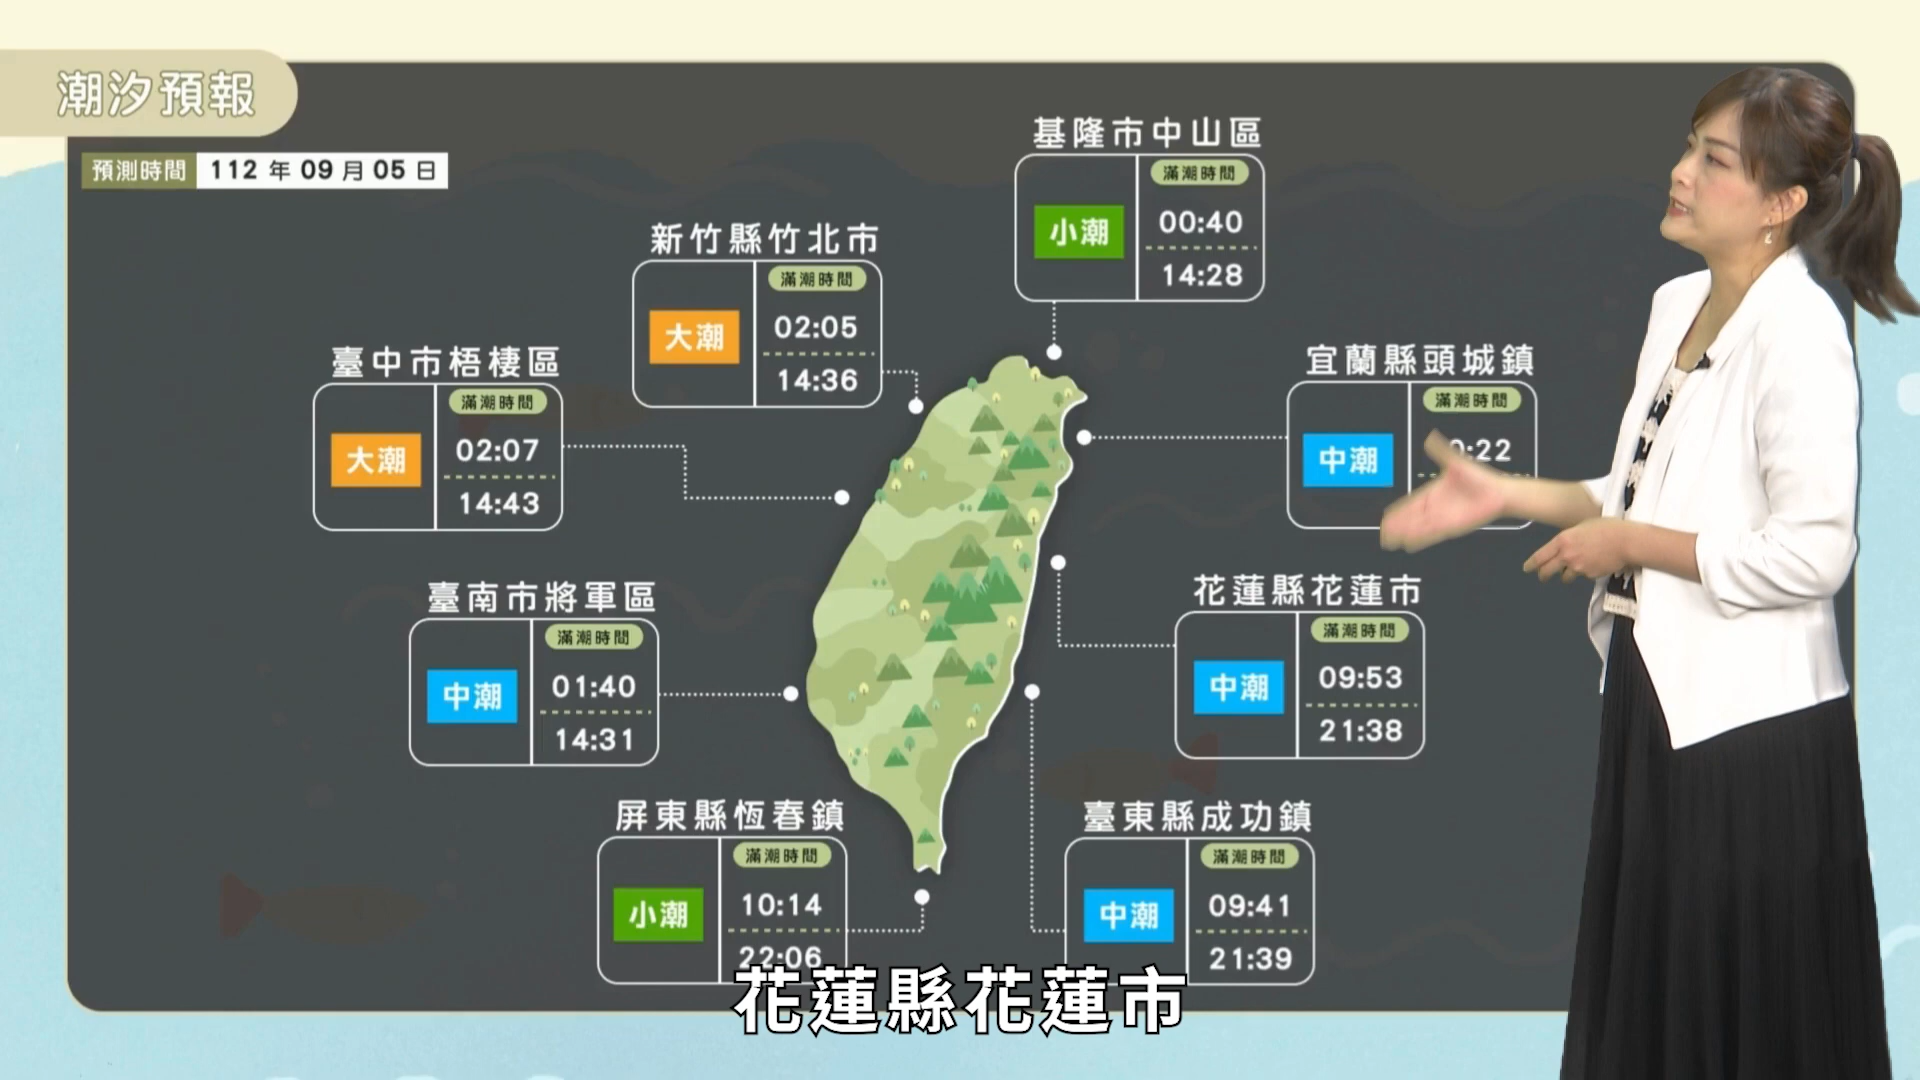 潮汐預報
預測時間 112 年 09 月 05 日
基隆市中山區
小潮
滿潮時間
00:40
14:28
新竹縣竹北市
大潮
滿潮時間
02:05
14:36
臺中市梧棲區
大潮
滿潮時間
02:07
14:43
宜蘭縣頭城鎮
中潮
滿潮時間
:22
臺南市將軍區
中潮
滿潮時間
01:40
14:31
花蓮縣花蓮市
中潮
滿潮時間
09:53
21:38
屏東縣恆春鎮
小潮
滿潮時間
10:14
22:06
臺東縣成功鎮
中潮
滿潮時間
09:41
21:39
花蓮縣花蓮市